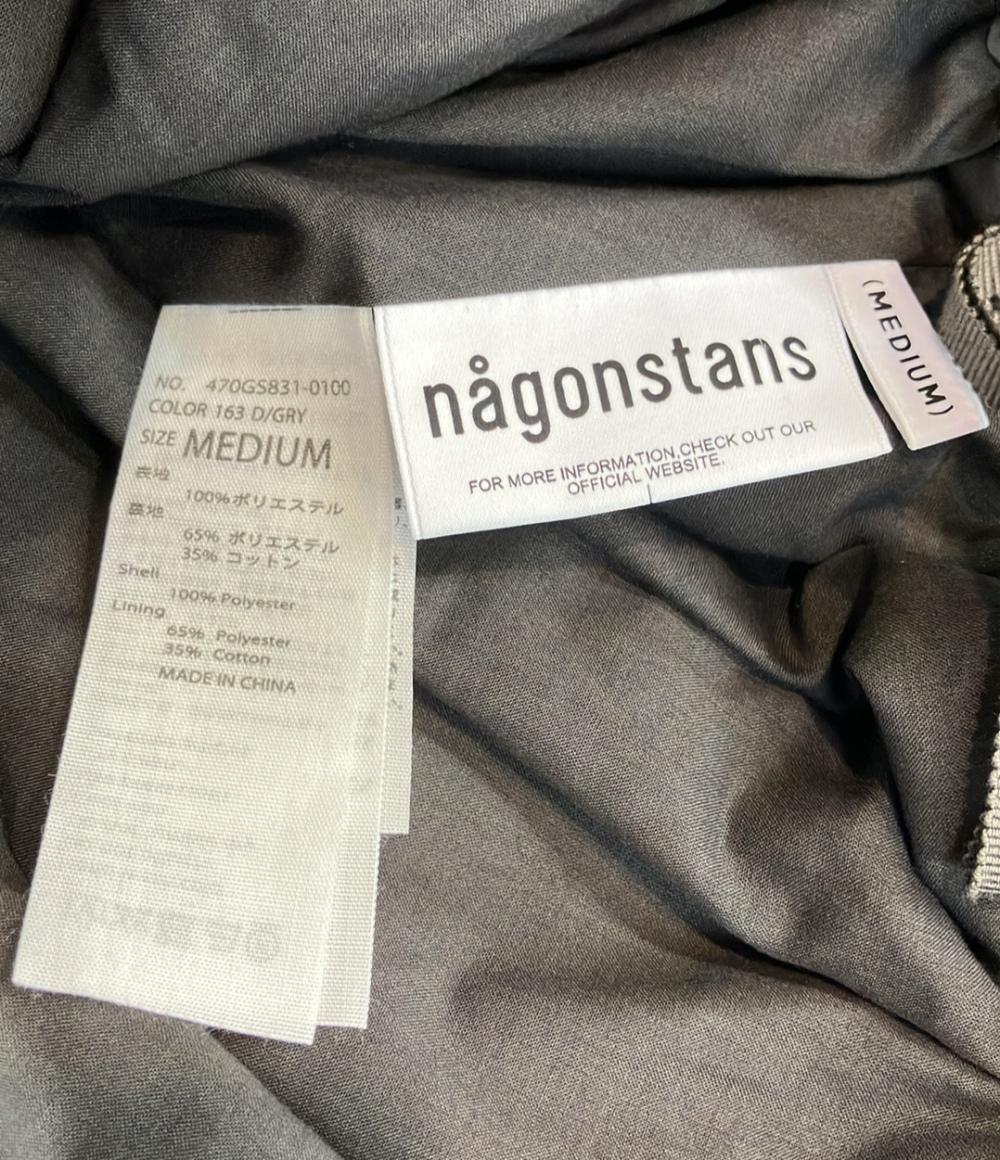 NO. 470GS831-0100
COLOR 163 D/GRY
SIZE MEDIUM
表地
100%ポリエステル
裏地
65% ポリエステル
35% コットン
Shell
100% Polyester
Lining
65% Polyester
35% Cotton
MADE IN CHINA
någonstans
FOR MORE INFORMATION,CHECK OUT OUR
OFFICIAL WEBSITE.
(MEDIUM)